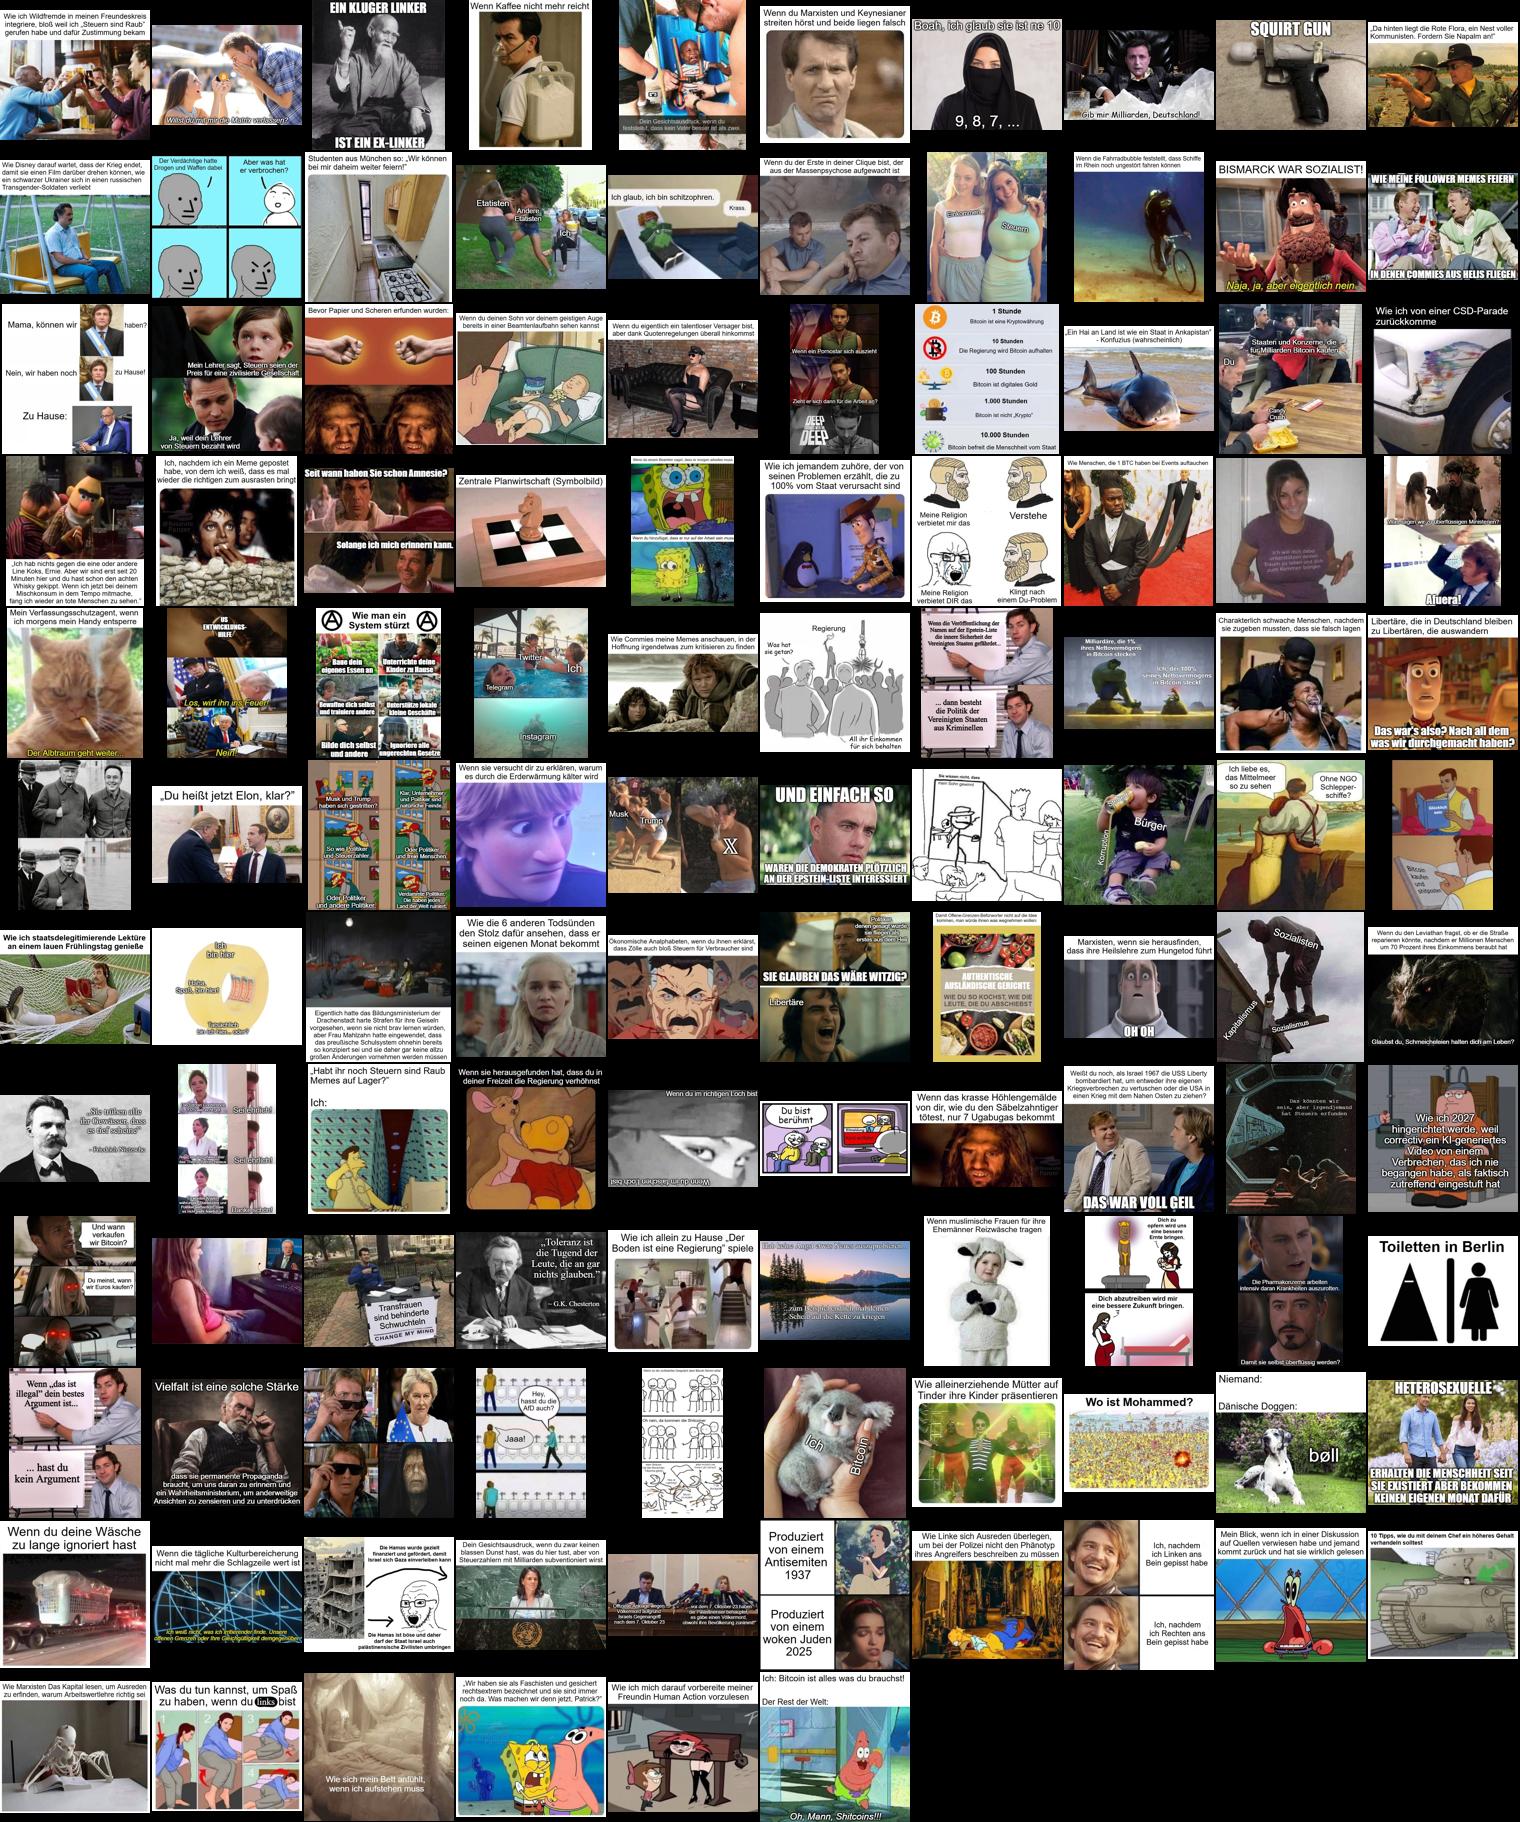 Wie ich Wildfremde in meinen Freundeskreis
integriere, bloß weil ich „Steuern sind Raub"
gerufen habe und dafür Zustimmung bekam
Willst du mit mir die Matrix verlassen?
EIN KLUGER LINKER
IST EIN EX-LINKER
Wenn Kaffee nicht mehr reicht
Dein Gesichtsausdruck, wenn du
feststellst, dass kein Vater besser ist als zwei.
Wenn du Marxisten und Keynesianer
streiten hörst und beide liegen falsch
Boah, ich glaub sie ist ne 10
9, 8, 7, ...
Gib mir Milliarden, Deutschland!
SQUIRT GUN
„Da hinten liegt die Rote Flora, ein Nest voller
Kommunisten. Fordern Sie Napalm an!"
Wie Disney darauf wartet, dass der Krieg endet,
damit sie einen Film darüber drehen können, wie
ein schwarzer Ukrainer sich in einen russischen
Transgender-Soldaten verliebt
Der Verdächtige hatte
Drogen und Waffen dabei
Aber was hat
er verbrochen?
Studenten aus München so: „Wir können
bei mir daheim weiter feiern!"
Etatisten
Andere
Etatisten
Ich
Ich glaub, ich bin schitzophren.
Krass.
Wenn du der Erste in deiner Clique bist, der
aus der Massenpsychose aufgewacht ist
Einkommen
Steuern
Wenn die Fahrradbubble feststellt, dass Schiffe
im Rhein noch ungestört fahren können
BISMARCK WAR SOZIALIST!
Naja, ja, aber eigentlich nein
WIE MEINE FOLLOWER MEMES FEIERN
IN DENEN COMMIES AUS HELIS FLIEGEN
Mama, können wir
haben?
Nein, wir haben noch
zu Hause!
Zu Hause:
Mein Lehrer sagt, Steuern seien der
Preis für eine zivilisierte Gesellschaft
Ja, weil dein Lehrer
von Steuern bezahlt wird
Bevor Papier und Scheren erfunden wurden:
Wenn du deinen Sohn vor deinem geistigen Auge
bereits in einer Beamtenlaufbahn sehen kannst
Wenn du eigentlich ein talentloser Versager bist,
aber dank Quotenregelungen überall hinkommst
Wenn ein Pornostar sich auszieht
Zieht er sich dann für die Arbeit an?
DEEP
DEEP
1 Stunde
Bitcoin ist eine Kryptowährung
10 Stunden
Die Regierung wird Bitcoin aufhalten
100 Stunden
Bitcoin ist digitales Gold
1.000 Stunden
Bitcoin ist nicht „Krypto"
10.000 Stunden
Bitcoin befreit die Menschheit vom Staat
„Ein Hai an Land ist wie ein Staat in Ankapistan"
- Konfuzius (wahrscheinlich)
Staaten und Konzerne, die
für Milliarden Bitcoin kaufen
Du
Candy
Crush
Wie ich von einer CSD-Parade
zurückkomme
„Ich hab nichts gegen die eine oder andere
Line Koks, Ernie. Aber wir sind erst seit 20
Minuten hier und du hast schon den achten
Whisky gekippt. Wenn ich jetzt bei deinem
Mischkonsum in dem Tempo mitmache,
fang ich wieder an tote Menschen zu sehen."
Ich, nachdem ich ein Meme gepostet
habe, von dem ich weiß, dass es mal
wieder die richtigen zum ausrasten bringt
Seit wann haben Sie schon Amnesie?
Solange ich mich erinnern kann.
Zentrale Planwirtschaft (Symbolbild)
Wenn du einem Beamten sagst, dass er morgen arbeiten muss
Wenn du hinzufügst, dass er nur auf der Arbeit sein muss
Wie ich jemandem zuhöre, der von
seinen Problemen erzählt, die zu
100% vom Staat verursacht sind
Meine Religion
verbietet mir das
Verstehe
Meine Religion
verbietet DIR das
Klingt nach
einem Du-Problem
Wie Menschen, die 1 BTC haben bei Events auftauchen
Afuera!
Mein Verfassungsschutzagent, wenn
ich morgens mein Handy entsperre
Der Albtraum geht weiter...
US
ENTWICKLUNGS-
HILFE
Los, wirf ihn ins Feuer!
Nein!
Wie man ein
System stürzt
Baue dein
eigenes Essen an
Unterrichte deine
Kinder zu Hause
Bewaffne dich selbst
und trainiere andere
Unterstütze lokale
kleine Geschäfte
Bilde dich selbst
und andere
Ignoriere alle
ungerechten Gesetze
Twitter
Ich
Telegram
Instagram
Wie Commies meine Memes anschauen, in der
Hoffnung irgendetwas zum kritisieren zu finden
Regierung
Was hat
sie getan?
All ihr Einkommen
für sich behalten
Wenn die Veröffentlichung der
Namen auf der Epstein-Liste
die innere Sicherheit der
Vereinigten Staaten gefährdet...
... dann besteht
die Politik der
Vereinigten Staaten
aus Kriminellen
Milliardäre, die 1%
ihres Nettovermögens
in Bitcoin stecken
Ich, der 100%
seines Nettovermögens
in Bitcoin steckt
Charakterlich schwache Menschen, nachdem
sie zugeben mussten, dass sie falsch lagen
Libertäre, die in Deutschland bleiben
zu Libertären, die auswandern
Das war's also? Nach all dem
was wir durchgemacht haben?
„Du heißt jetzt Elon, klar?"
Musk und Trump
haben sich gestritten?
Klar, Unternehmer
und Politiker sind
natürliche Feinde.
So wie Politiker
und Steuerzahler.
Oder Politiker
und freie Menschen.
Oder Politiker
und andere Politiker.
Verdammte Politiker.
Die haben jedes
Land der Welt ruiniert.
Wenn sie versucht dir zu erklären, warum
es durch die Erderwärmung kälter wird
Musk
Trump
X
UND EINFACH SO
WAREN DIE DEMOKRATEN PLÖTZLICH
AN DER EPSTEIN-LISTE INTERESSIERT
Korruption
Bürger
Ich liebe es,
das Mittelmeer
so zu sehen
Ohne NGO
Schlepper-
schiffe?
Glücklich
sein
Bitcoin
kaufen
und
shitposten
Wie ich staatsdelegitimierende Lektüre
an einem lauen Frühlingstag genieße
Ich
bin hier
Haha,
Spaß, bin hier!
Tatsächlich
bin ich hier... oder?
Eigentlich hatte das Bildungsministerium der
Drachenstadt harte Strafen für ihre Geiseln
vorgesehen, wenn sie nicht brav lernen würden,
aber Frau Mahlzahn hatte eingewendet, dass
das preußische Schulsystem ohnehin bereits
so konzipiert sei und sie daher gar keine allzu
großen Änderungen vornehmen werden müssen
Wie die 6 anderen Todsünden
den Stolz dafür ansehen, dass er
seinen eigenen Monat bekommt
Ökonomische Analphabeten, wenn du ihnen erklärst,
dass Zölle auch bloß Steuern für Verbraucher sind
Politiker,
denen gesagt wurde,
sie fliegen als
erstes aus dem Heli
SIE GLAUBEN DAS WÄRE WITZIG?
Libertäre
Damit Offene-Grenzen-Befürworter nicht auf die Idee
kommen, man würde ihnen was wegnehmen wollen:
AUTHENTISCHE
AUSLÄNDISCHE GERICHTE
WIE DU SO KOCHST, WIE DIE
LEUTE, DIE DU ABSCHIEBST
Marxisten, wenn sie herausfinden,
dass ihre Heilslehre zum Hungetod führt
OH OH
Sozialisten
Kapitalismus
Sozialismus
Wenn du den Leviathan fragst, ob er die Straße
reparieren könnte, nachdem er Millionen Menschen
um 70 Prozent ihres Einkommens beraubt hat
Glaubst du, Schmeicheleien halten dich am Leben?
„Sie trüben alle
ihr Gewässer, dass
es tief scheine"
- Friedrich Nietzsche
Sei ehrlich!
Sei ehrlich!
Danke schön!
„Habt ihr noch Steuern sind Raub
Memes auf Lager?"
Ich:
Wenn sie herausgefunden hat, dass du in
deiner Freizeit die Regierung verhöhnst
Wenn du im richtigen Loch bist
Wenn du im falschen Loch bist
Du bist
berühmt
Wenn das krasse Höhlengemälde
von dir, wie du den Säbelzahntiger
tötest, nur 7 Ugabugas bekommt
Weißt du noch, als Israel 1967 die USS Liberty
bombardiert hat, um entweder ihre eigenen
Kriegsverbrechen zu vertuschen oder die USA in
einen Krieg mit dem Nahen Osten zu ziehen?
DAS WAR VOLL GEIL
Das könnten wir
sein, aber irgendjemand
hat Steuern erfunden
Wie ich 2027
hingerichtet werde, weil
correctiv ein KI-generiertes
Video von einem
Verbrechen, das ich nie
begangen habe, als faktisch
zutreffend eingestuft hat
Und wann
verkaufen
wir Bitcoin?
Du meinst, wann
wir Euros kaufen?
Transfrauen
sind behinderte
Schwuchteln
CHANGE MY MIND
„Toleranz ist
die Tugend der
Leute, die an gar
nichts glauben."
~ G.K. Chesterton
Wie ich allein zu Hause „Der
Boden ist eine Regierung" spiele
Hab keine Angst etwas Neues auszuprobieren...
Wenn muslimische Frauen für ihre
Ehemänner Reizwäsche tragen
Dich zu
opfern wird uns
eine bessere
Ernte bringen.
Dich abzutreiben wird mir
eine bessere Zukunft bringen.
Die Pharmakonzerne arbeiten
intensiv daran Krankheiten auszurotten.
Damit sie selbst überflüssig werden?
Toiletten in Berlin
Wenn „das ist
illegal" dein bestes
Argument ist...
... hast du
kein Argument
Vielfalt ist eine solche Stärke
dass sie permanente Propaganda
braucht, um uns daran zu erinnern und
ein Wahrheitsministerium, um anderweitige
Ansichten zu zensieren und zu unterdrücken
Hey,
hasst du die
AfD auch?
Jaaa!
Ich
Bitcoin
Wie alleinerziehende Mütter auf
Tinder ihre Kinder präsentieren
Wo ist Mohammed?
Niemand:
Dänische Doggen:
bøll
HETEROSEXUELLE
ERHALTEN DIE MENSCHHEIT SEIT
SIE EXISTIERT ABER BEKOMMEN
KEINEN EIGENEN MONAT DAFÜR
Wenn du deine Wäsche
zu lange ignoriert hast
Wenn die tägliche Kulturbereicherung
nicht mal mehr die Schlagzeile wert ist
Ich weiß nicht, was ich irritierender finde. Unsere
offenen Grenzen oder Ihre Gleichgültigkeit demgegenüber.
Die Hamas wurde gezielt
finanziert und gefördert, damit
Israel sich Gaza einverleiben kann
Die Hamas ist böse und daher
darf der Staat Israel auch
palästinensische Zivilisten umbringen
Dein Gesichtsausdruck, wenn du zwar keinen
blassen Dunst hast, was du hier tust, aber von
Steuerzahlern mit Milliarden subventioniert wirst
Produziert
von einem
Antisemiten
1937
Produziert
von einem
woken Juden
2025
Wie Linke sich Ausreden überlegen,
um bei der Polizei nicht den Phänotyp
ihres Angreifers beschreiben zu müssen
Ich, nachdem
ich Linken ans
Bein gepisst habe
Ich, nachdem
ich Rechten ans
Bein gepisst habe
Mein Blick, wenn ich in einer Diskussion
auf Quellen verwiesen habe und jemand
kommt zurück und hat sie wirklich gelesen
10 Tipps, wie du mit deinem Chef ein höheres Gehalt
verhandeln solltest
Wie Marxisten Das Kapital lesen, um Ausreden
zu erfinden, warum Arbeitswertlehre richtig sei
Was du tun kannst, um Spaß
zu haben, wenn du links bist
1
2
3
4
Wie sich mein Bett anfühlt,
wenn ich aufstehen muss
„Wir haben sie als Faschisten und gesichert
rechtsextrem bezeichnet und sie sind immer
noch da. Was machen wir denn jetzt, Patrick?"
Wie ich mich darauf vorbereite meiner
Freundin Human Action vorzulesen
Ich: Bitcoin ist alles was du brauchst!
Der Rest der Welt:
Oh, Mann, Shitcoins!!!